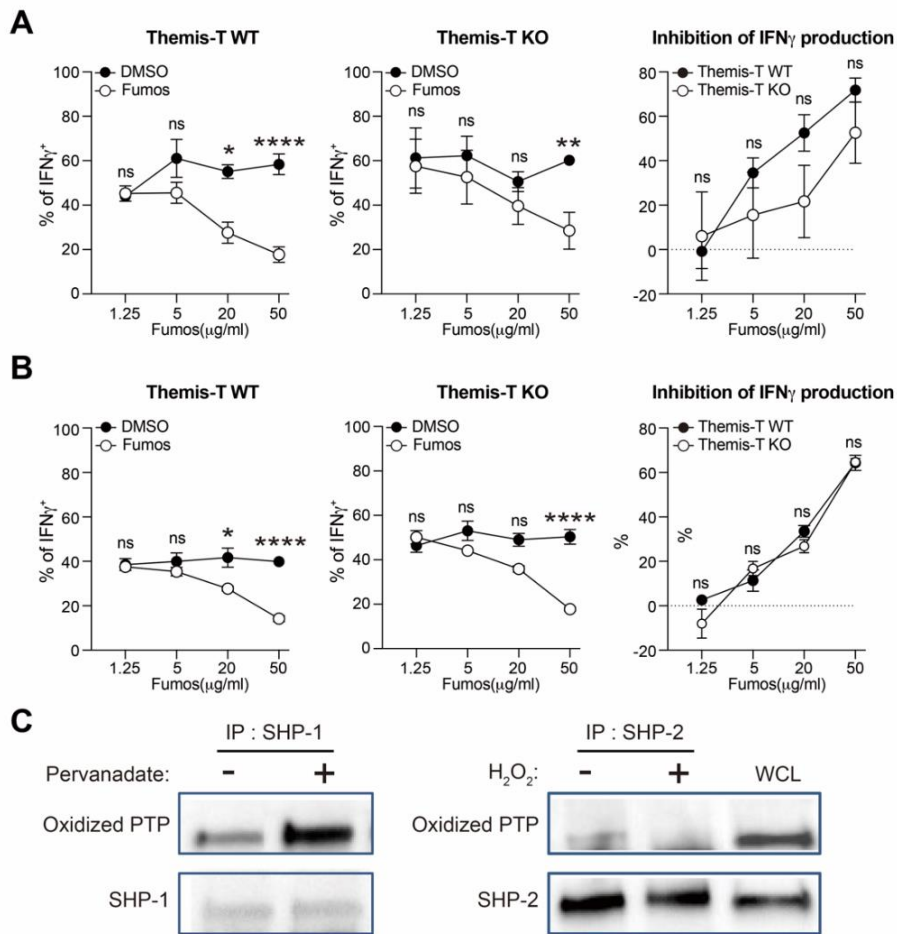 A
Themis-T WT
DMSO
Fumos
% of IFNγ+
100
80
60
40
20
0
ns
ns
*
****
1.25
5
20
50
Fumos(μg/ml)
Themis-T KO
DMSO
Fumos
% of IFNγ+
100
80
60
40
20
0
ns
ns
ns
**
1.25
5
20
50
Fumos(μg/ml)
Inhibition of IFNγ production
Themis-T WT
Themis-T KO
80
60
40
20
0
-20
ns
ns
ns
ns
1.25
5
20
50
Fumos(μg/ml)
B
Themis-T WT
DMSO
Fumos
% of IFNγ+
100
80
60
40
20
0
ns
ns
*
****
1.25
5
20
50
Fumos(μg/ml)
Themis-T KO
DMSO
Fumos
% of IFNγ+
100
80
60
40
20
0
ns
ns
ns
****
1.25
5
20
50
Fumos(μg/ml)
Inhibition of IFNγ production
Themis-T WT
Themis-T KO
%
%
80
60
40
20
0
-20
ns
ns
ns
ns
1.25
5
20
50
Fumos(μg/ml)
C
IP : SHP-1
Pervanadate: - +
Oxidized PTP
SHP-1
IP : SHP-2
H₂O₂: - + WCL
Oxidized PTP
SHP-2